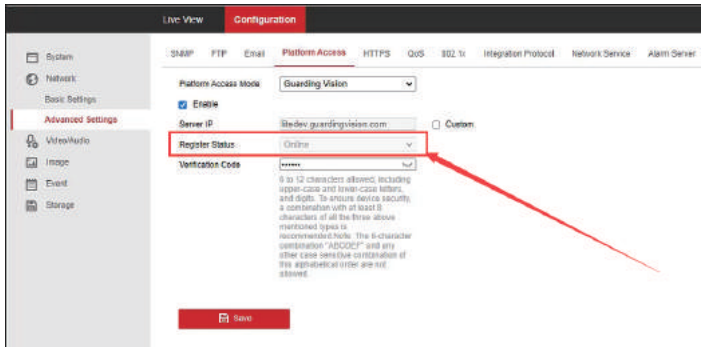 Live View Configuration
SNMP FTP Email Platform Access HTTPS QoS 802.1x Integration Protocol Network Service Alarm Server
System
Network
Basic Settings
Advanced Settings
Video/Audio
Image
Event
Storage
Platform Access Mode Guarding Vision
Enable
Server IP litedev.guardingvision.com Custom
Register Status Online
Verification Code ••••••
6 to 12 characters allowed, including
upper-case and lower-case letters,
and digits. To ensure device security,
a combination with at least 8
characters of all the three above
mentioned types is
recommended.Note: The 6-character
combination "ABCDEF" and any
other case sensitive combination of
this alphabetical order are not
allowed.
Save